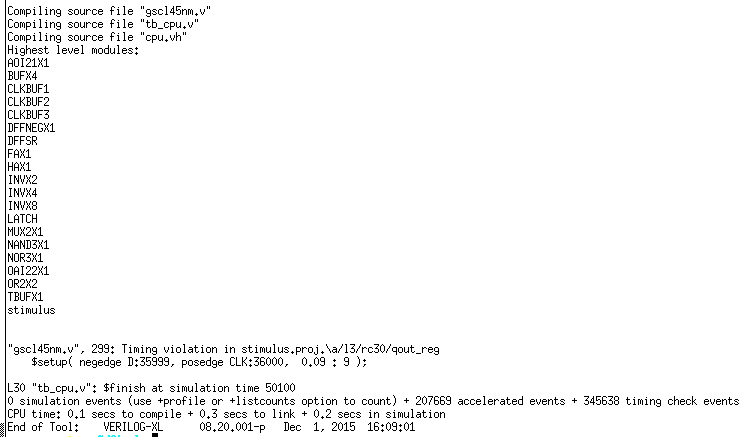 Compiling source file "gscl45nm.v"
Compiling source file "tb_cpu.v"
Compiling source file "cpu.vh"
Highest level modules:
AOI21X1
BUFX4
CLKBUF1
CLKBUF2
CLKBUF3
DFFNEGX1
DFFSR
FAX1
HAX1
INVX2
INVX4
INVX8
LATCH
MUX2X1
NAND3X1
NOR3X1
OAI22X1
OR2X2
TBUFX1
stimulus
"gscl45nm.v", 299: Timing violation in stimulus.proj.\a/l3/rc30/qout_reg
$setup( negedge D:35999, posedge CLK:36000,  0.09 : 9 );
L30 "tb_cpu.v": $finish at simulation time 50100
0 simulation events (use +profile or +listcounts option to count) + 207669 accelerated events + 345638 timing check events
CPU time: 0.1 secs to compile + 0.3 secs to link + 0.2 secs in simulation
End of Tool:    VERILOG-XL      08.20.001-p   Dec  1, 2015  16:09:01